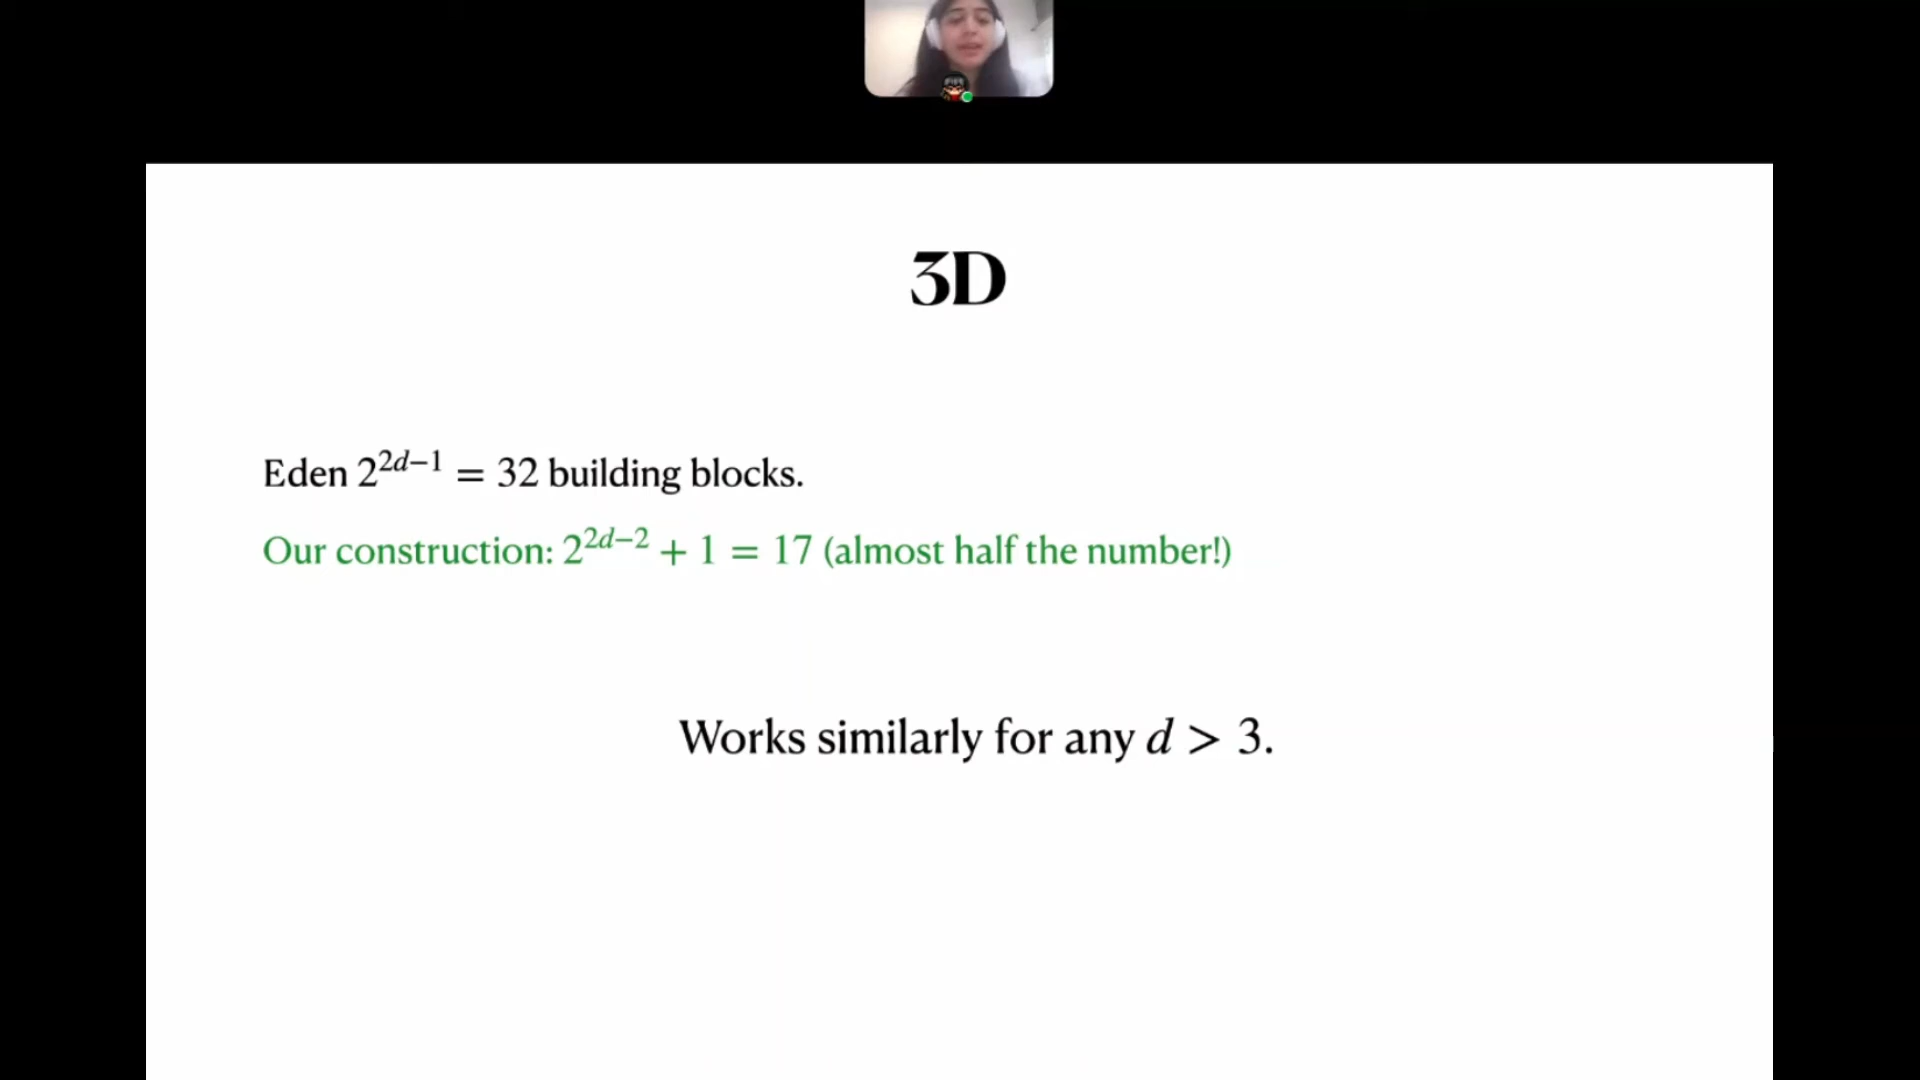 3D
Eden 2^{2d−1} = 32 building blocks.
Our construction: 2^{2d−2} + 1 = 17 (almost half the number!)
Works similarly for any d > 3.